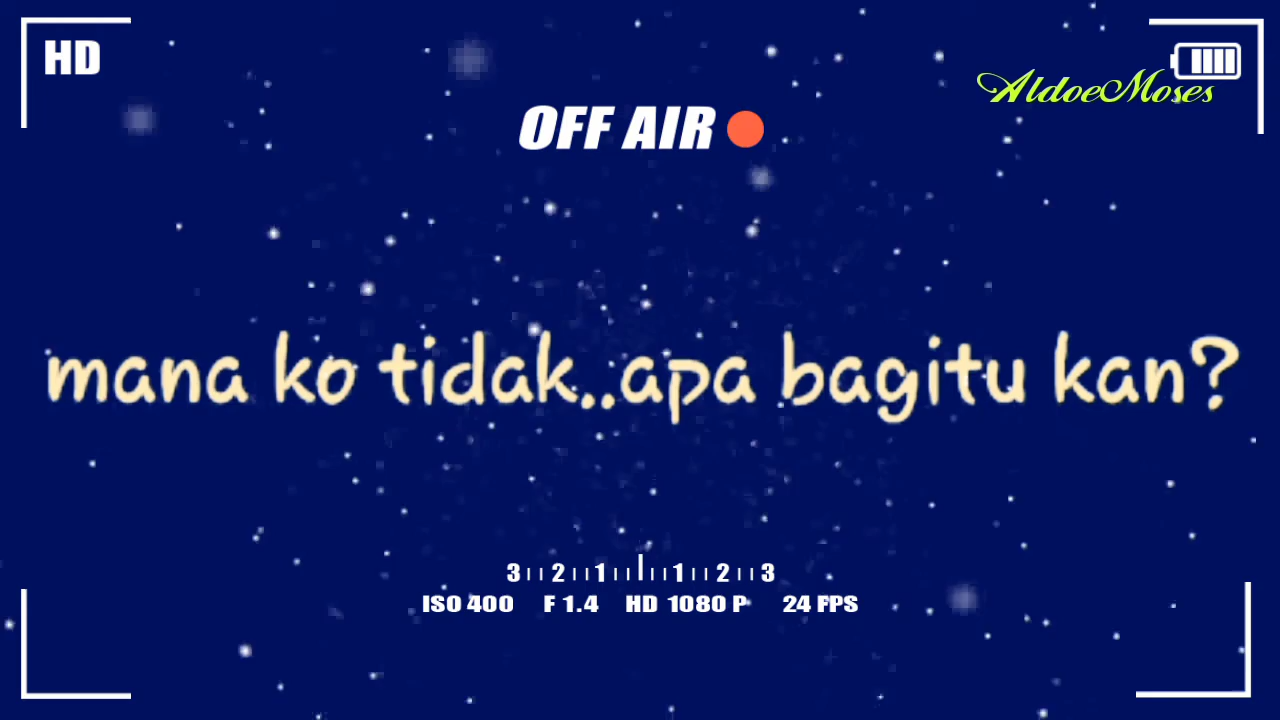 HD
AldoeMoses
OFF AIR
mana ko tidak..apa bagitu kan?
3 2 1 1 2 3
ISO 400 F 1.4 HD 1080 P 24 FPS